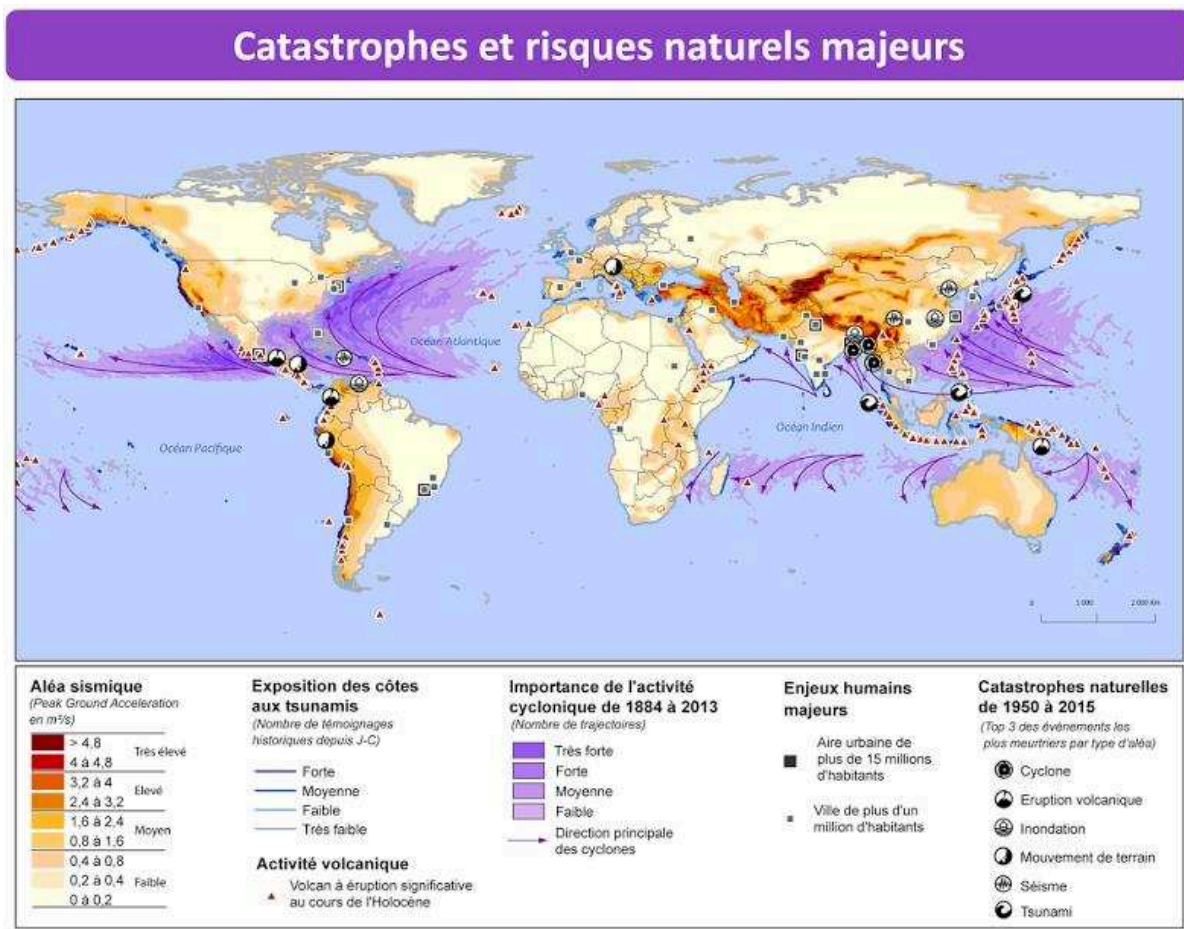 Catastrophes et risques naturels majeurs
Océan Atlantique
Océan Pacifique
Océan Indien
0 1 000 2 000 Km
Aléa sismique
(Peak Ground Acceleration
en m²/s)
> 4,8
4 à 4,8
Très élevé
3,2 à 4
2,4 à 3,2
Elevé
1,6 à 2,4
0,8 à 1,6
Moyen
0,4 à 0,8
0,2 à 0,4
0 à 0,2
Faible
Exposition des côtes
aux tsunamis
(Nombre de témoignages
historiques depuis J-C)
Forte
Moyenne
Faible
Très faible
Activité volcanique
Volcan à éruption significative
au cours de l'Holocène
Importance de l'activité
cyclonique de 1884 à 2013
(Nombre de trajectoires)
Très forte
Forte
Moyenne
Faible
Direction principale
des cyclones
Enjeux humains
majeurs
Aire urbaine de
plus de 15 millions
d'habitants
Ville de plus d'un
million d'habitants
Catastrophes naturelles
de 1950 à 2015
(Top 3 des évènements les
plus meurtriers par type d'aléa)
Cyclone
Eruption volcanique
Inondation
Mouvement de terrain
Séisme
Tsunami